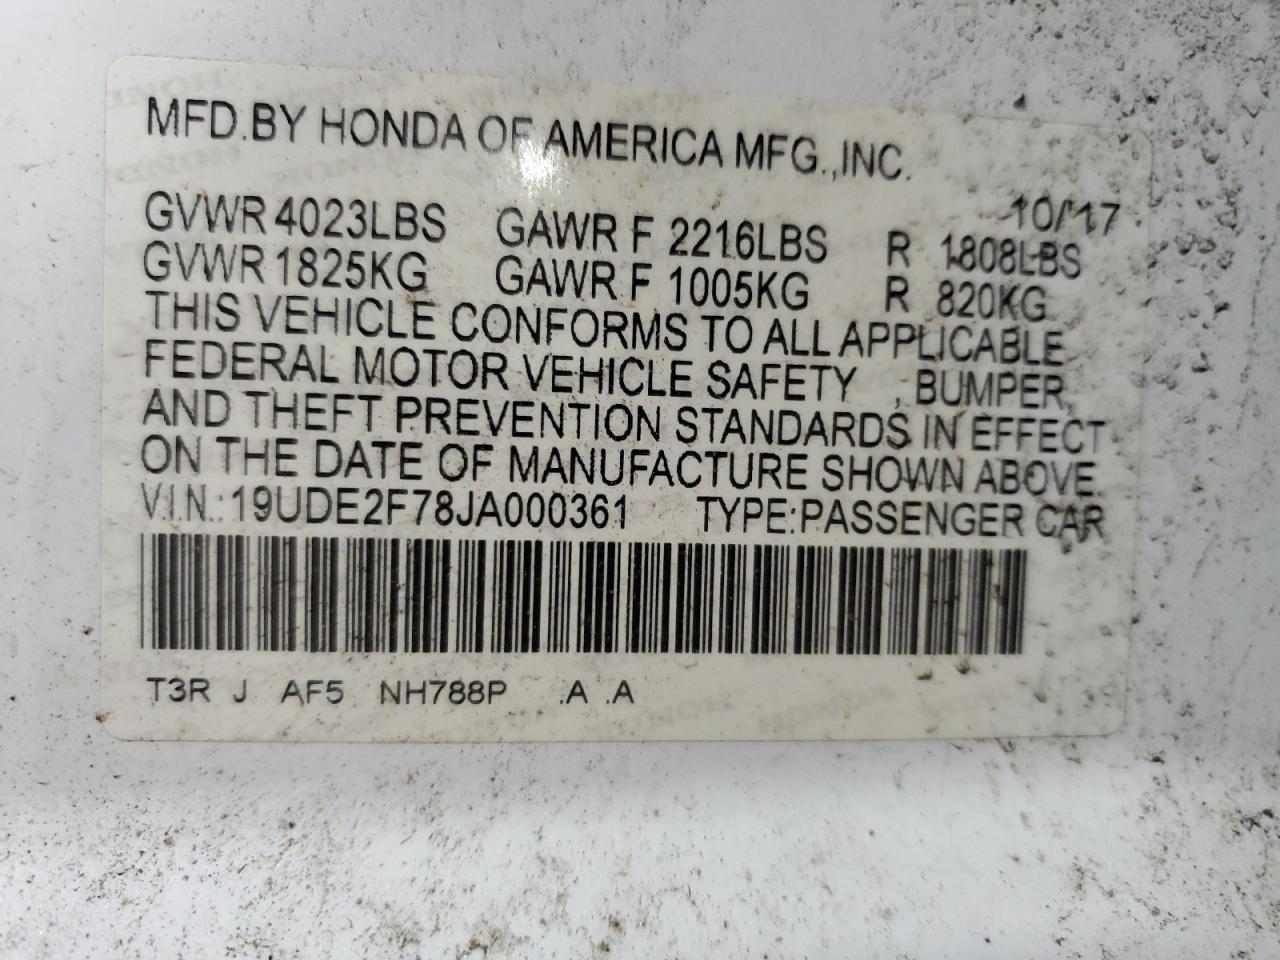 MFD.BY HONDA OF AMERICA MFG.,INC.
10/17
GVWR 4023LBS GAWR F 2216LBS R 1808LBS
GVWR 1825KG GAWR F 1005KG R 820KG
THIS VEHICLE CONFORMS TO ALL APPLICABLE
FEDERAL MOTOR VEHICLE SAFETY , BUMPER,
AND THEFT PREVENTION STANDARDS IN EFFECT
ON THE DATE OF MANUFACTURE SHOWN ABOVE.
V.I.N.: 19UDE2F78JA000361 TYPE:PASSENGER CAR
T3R J AF5 NH788P .A .A